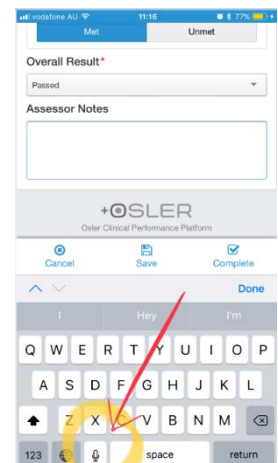 vodafone AU 11:16 77%
Met Unmet
Overall Result*
Passed
Assessor Notes
+OSLER
Osler Clinical Performance Platform
Cancel Save Complete
Done
I Hey I'm
Q W E R T Y U I O P
A S D F G H J K L
Z X C V B N M
123 space return